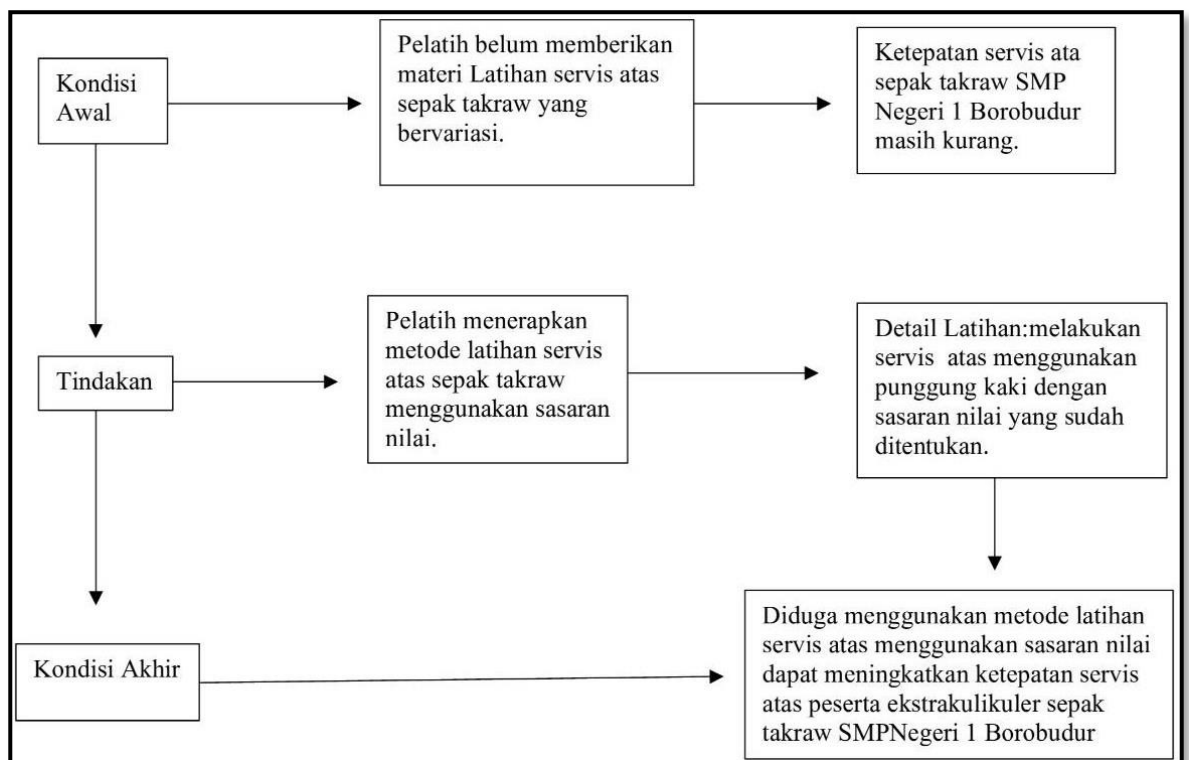 Kondisi
Awal
Pelatih belum memberikan
materi Latihan servis atas
sepak takraw yang
bervariasi.
Ketepatan servis ata
sepak takraw SMP
Negeri 1 Borobudur
masih kurang.
Tindakan
Pelatih menerapkan
metode latihan servis
atas sepak takraw
menggunakan sasaran
nilai.
Detail Latihan:melakukan
servis atas menggunakan
punggung kaki dengan
sasaran nilai yang sudah
ditentukan.
Kondisi Akhir
Diduga menggunakan metode latihan
servis atas menggunakan sasaran nilai
dapat meningkatkan ketepatan servis
atas peserta ekstrakulikuler sepak
takraw SMPNegeri 1 Borobudur